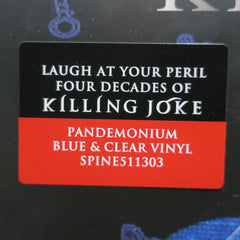 LAUGH AT YOUR PERIL
FOUR DECADES OF
KILLING JOKE
PANDEMONIUM
BLUE & CLEAR VINYL
SPINE511303